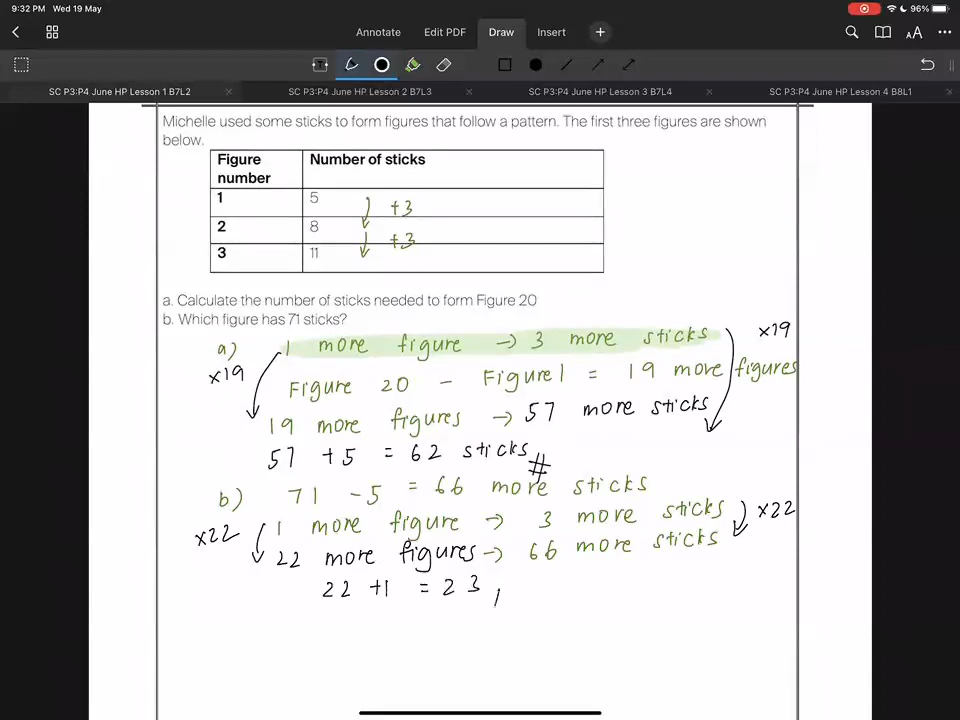 9:32 PM Wed 19 May 96%
Annotate Edit PDF Draw Insert
SC P3:P4 June HP Lesson 1 B7L2 SC P3:P4 June HP Lesson 2 B7L3 SC P3:P4 June HP Lesson 3 B7L4 SC P3:P4 June HP Lesson 4 B8L1
Michelle used some sticks to form figures that follow a pattern. The first three figures are shown
below.
Figure number Number of sticks
1 5
+3
2 8
+3
3 11
a. Calculate the number of sticks needed to form Figure 20
b. Which figure has 71 sticks?
a) 1 more figure → 3 more sticks ×19
×19 Figure 20 - Figure 1 = 19 more figures
19 more figures → 57 more sticks
57 + 5 = 62 sticks #
b) 71 - 5 = 66 more sticks
×22 1 more figure → 3 more sticks ×22
22 more figures → 66 more sticks
22 + 1 = 23